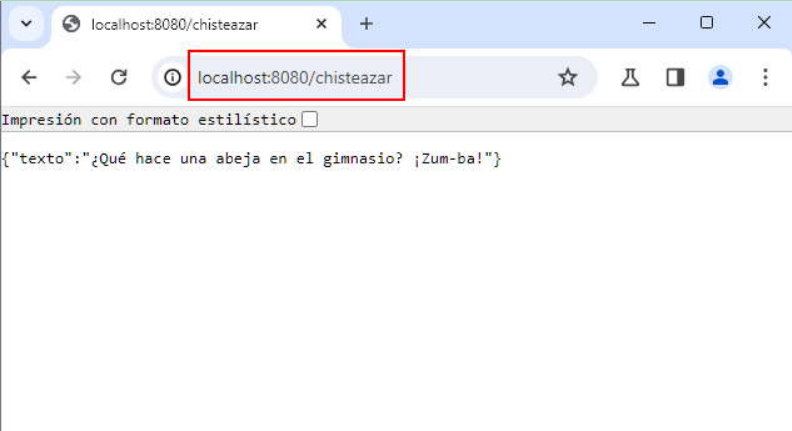 localhost:8080/chisteazar
localhost:8080/chisteazar
Impresión con formato estilístico
{"texto":"¿Qué hace una abeja en el gimnasio? ¡Zum-ba!"}